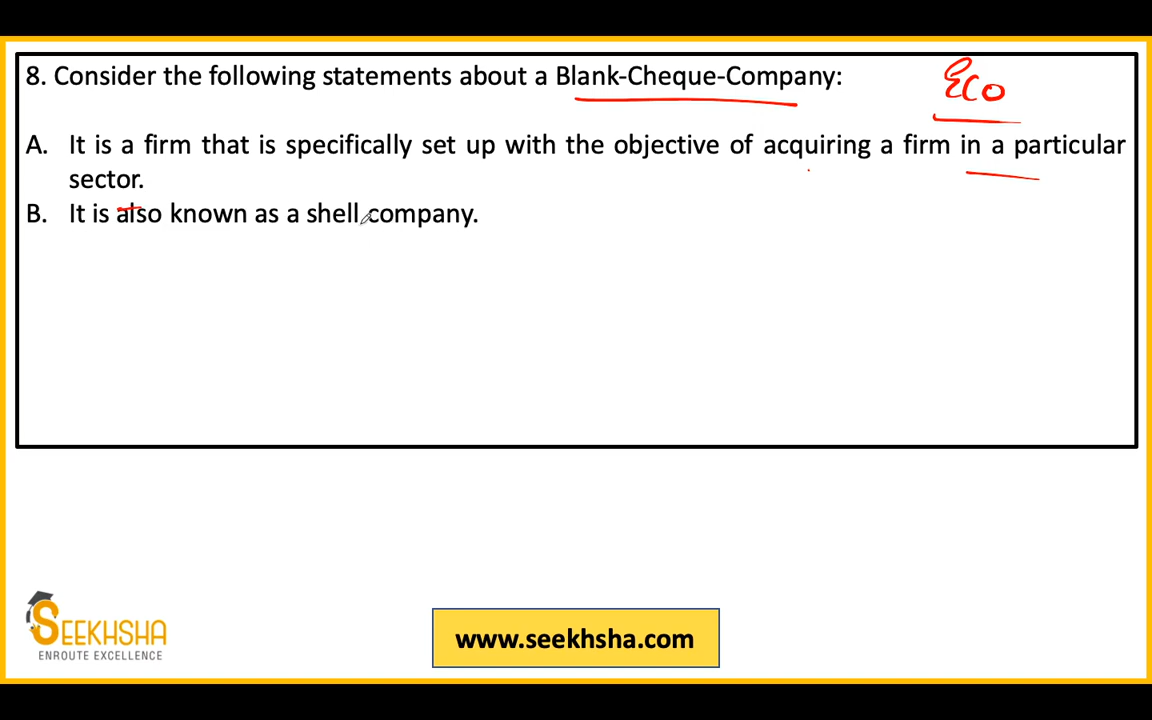 8. Consider the following statements about a Blank-Cheque-Company:
Eco
A. It is a firm that is specifically set up with the objective of acquiring a firm in a particular
sector.
B. It is also known as a shell company.
SEEKHSHA
ENROUTE EXCELLENCE
www.seekhsha.com